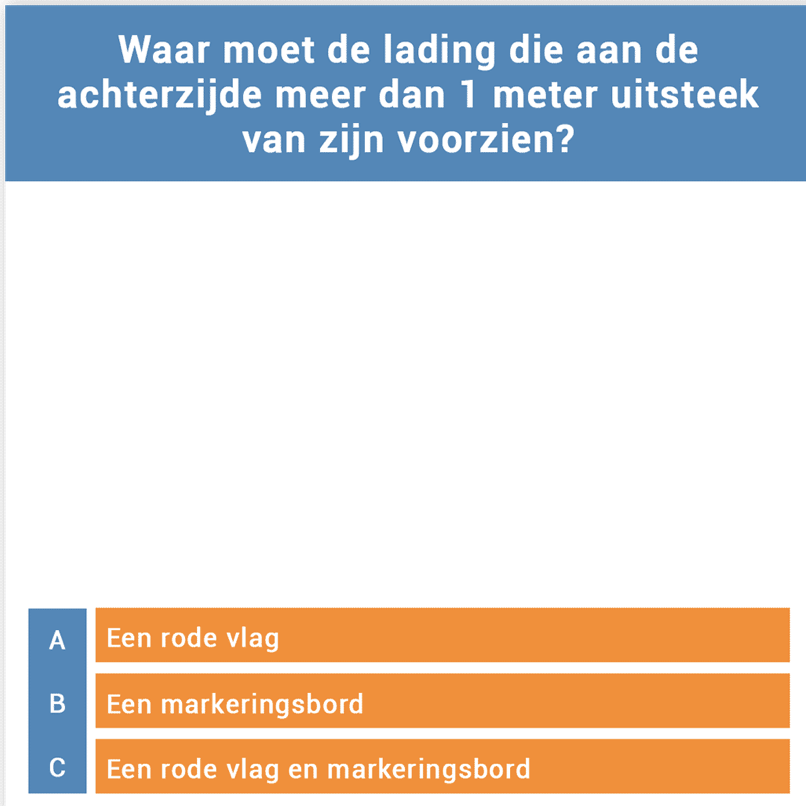 Waar moet de lading die aan de
achterzijde meer dan 1 meter uitsteek
van zijn voorzien?
A
Een rode vlag
B
Een markeringsbord
C
Een rode vlag en markeringsbord